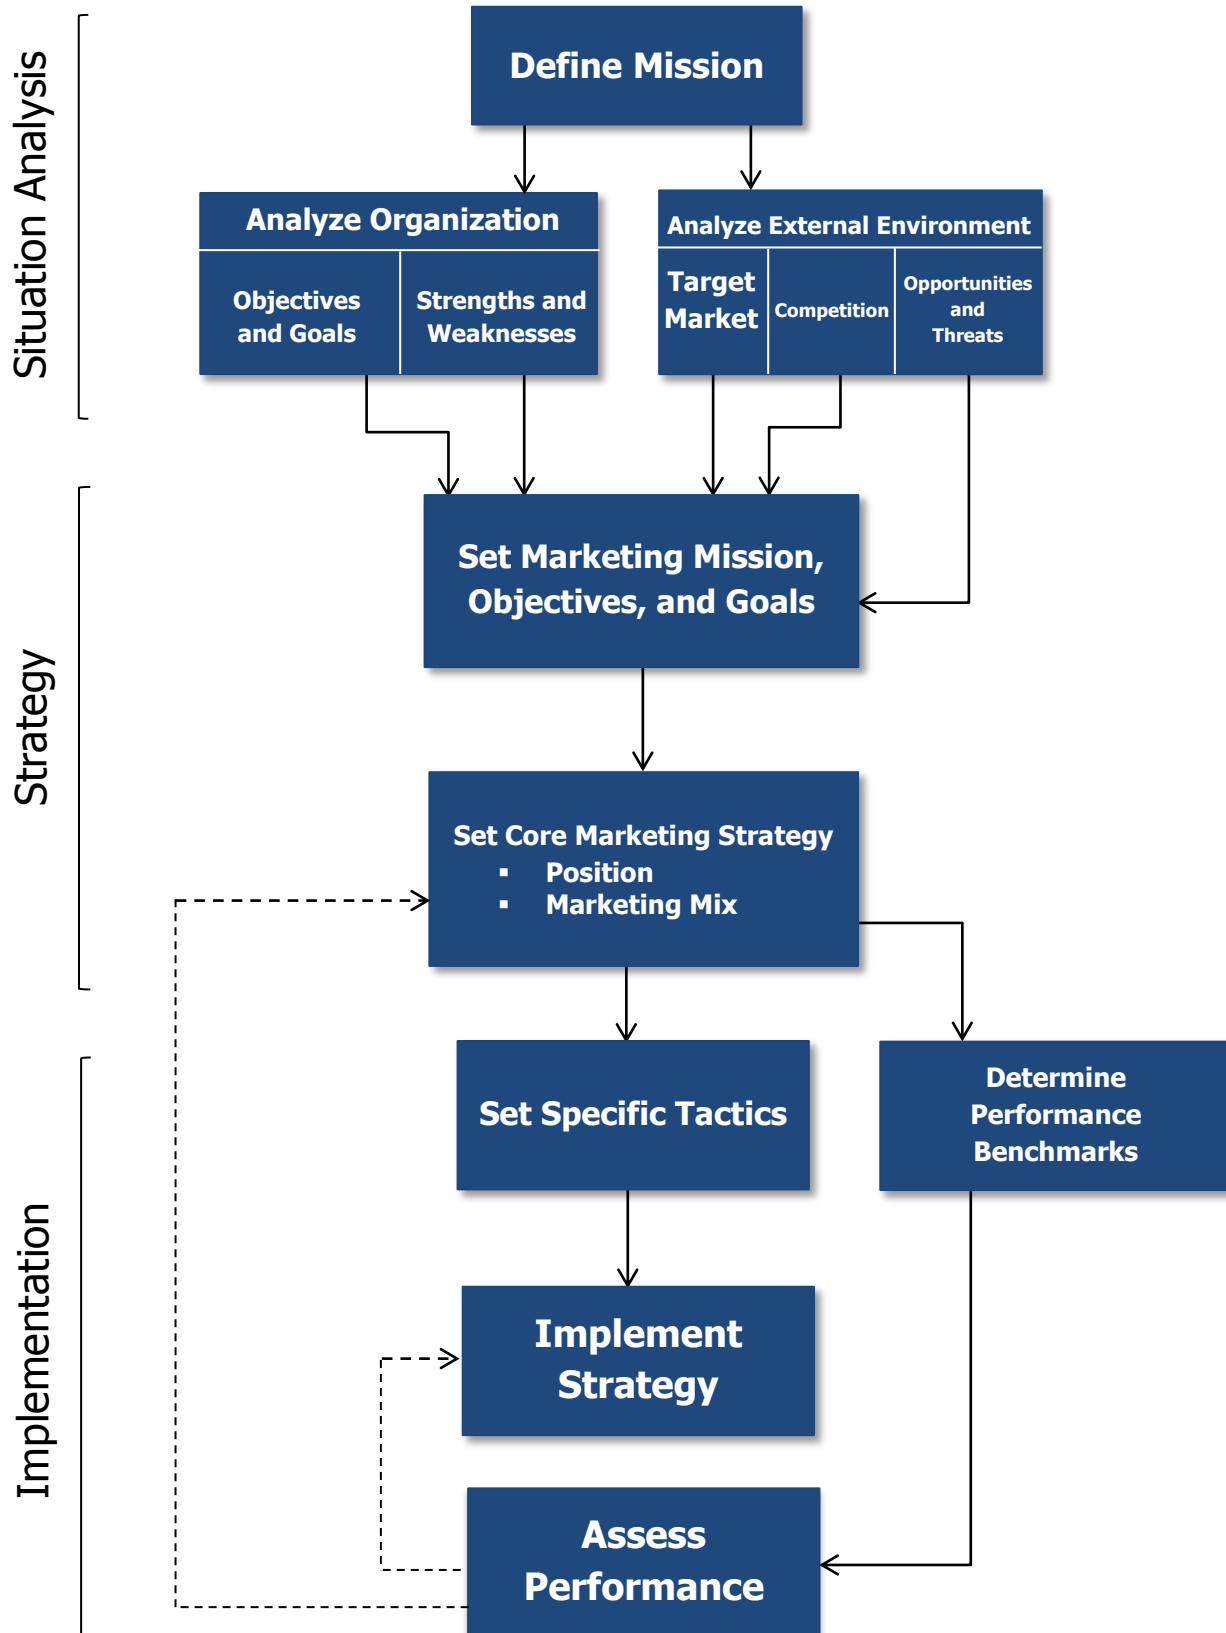 Situation Analysis
Define Mission
Analyze Organization
Objectives
and Goals
Strengths and
Weaknesses
Analyze External Environment
Target
Market
Competition
Opportunities
and
Threats
Strategy
Set Marketing Mission,
Objectives, and Goals
Set Core Marketing Strategy
▪ Position
▪ Marketing Mix
Implementation
Set Specific Tactics
Determine
Performance
Benchmarks
Implement
Strategy
Assess
Performance